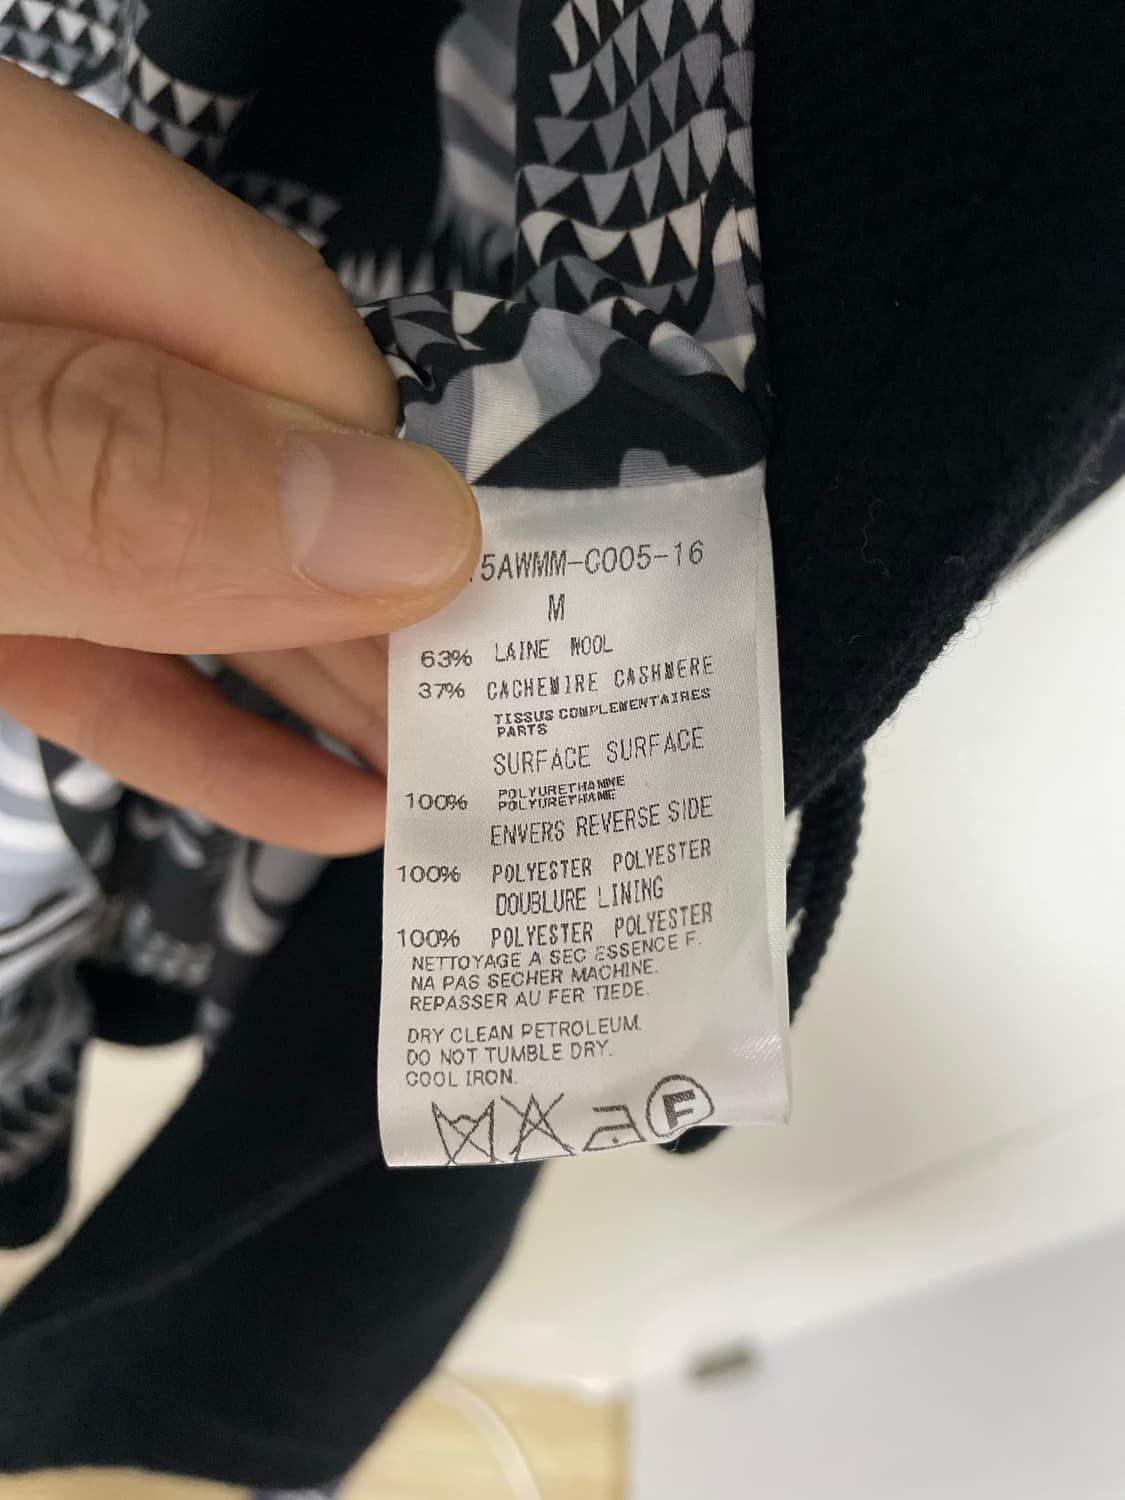 5AWMM-C005-16
M
63% LAINE WOOL
37% CACHEMIRE CASHMERE
TISSUS COMPLEMENTAIRES
PARTS
SURFACE SURFACE
100% POLYURETHANNE
POLYURETHANE
ENVERS REVERSE SIDE
100% POLYESTER POLYESTER
DOUBLURE LINING
100% POLYESTER POLYESTER
NETTOYAGE A SEC ESSENCE F.
NA PAS SECHER MACHINE.
REPASSER AU FER TIEDE.
DRY CLEAN PETROLEUM.
DO NOT TUMBLE DRY.
COOL IRON.
F